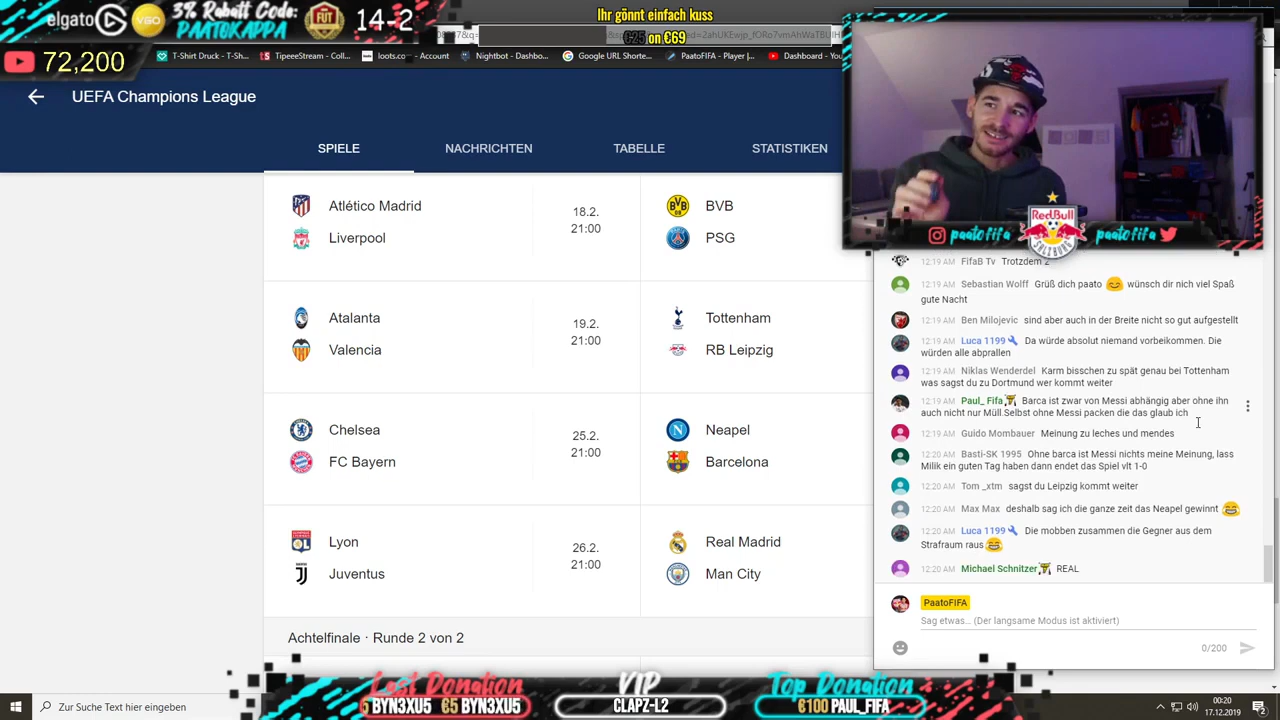 elgato
VGO
3% Rabatt Code:
PAATOKAPPA
FUT
14-2
Ihr gönnt einfach kuss
€25 on €69
72,200
T-Shirt Druck - T-Sh...
TipeeeStream - Coll...
loots.com - Account
Nightbot - Dashbo...
Google URL Shorte...
PaatoFIFA - Player |...
Dashboard - You
UEFA Champions League
SPIELE
NACHRICHTEN
TABELLE
STATISTIKEN
Atlético Madrid
Liverpool
18.2.
21:00
BVB
PSG
Atalanta
Valencia
19.2.
21:00
Tottenham
RB Leipzig
Chelsea
FC Bayern
25.2.
21:00
Neapel
Barcelona
Lyon
Juventus
26.2.
21:00
Real Madrid
Man City
Achtelfinale · Runde 2 von 2
paatofifa
RedBull
SALZBURG
paatofifa
12:19 AM FifaB Tv Trotzdem 2
12:19 AM Sebastian Wolff Grüß dich paato 😊 wünsch dir nich viel Spaß
gute Nacht
12:19 AM Ben Milojevic sind aber auch in der Breite nicht so gut aufgestellt
12:19 AM Luca 1199 Da würde absolut niemand vorbeikommen. Die
würden alle abprallen
12:19 AM Niklas Wenderdel Karm bisschen zu spät genau bei Tottenham
was sagst du zu Dortmund wer kommt weiter
12:19 AM Paul_ Fifa Barca ist zwar von Messi abhängig aber ohne ihn
auch nicht nur Müll.Selbst ohne Messi packen die das glaub ich
12:19 AM Guido Mombauer Meinung zu leches und mendes
12:20 AM Basti-SK 1995 Ohne barca ist Messi nichts meine Meinung, lass
Milik ein guten Tag haben dann endet das Spiel vlt 1-0
12:20 AM Tom _xtm sagst du Leipzig kommt weiter
12:20 AM Max Max deshalb sag ich die ganze zeit das Neapel gewinnt 😂
12:20 AM Luca 1199 Die mobben zusammen die Gegner aus dem
Strafraum raus 😂
12:20 AM Michael Schnitzer REAL
PaatoFIFA
Sag etwas... (Der langsame Modus ist aktiviert)
0/200
Last Donation
BYN3XU5 €5 BYN3XU5
VIP
CLAPZ-L2
Top Donation
€100 PAUL_FIFA
Zur Suche Text hier eingeben
00:20
17.12.2019